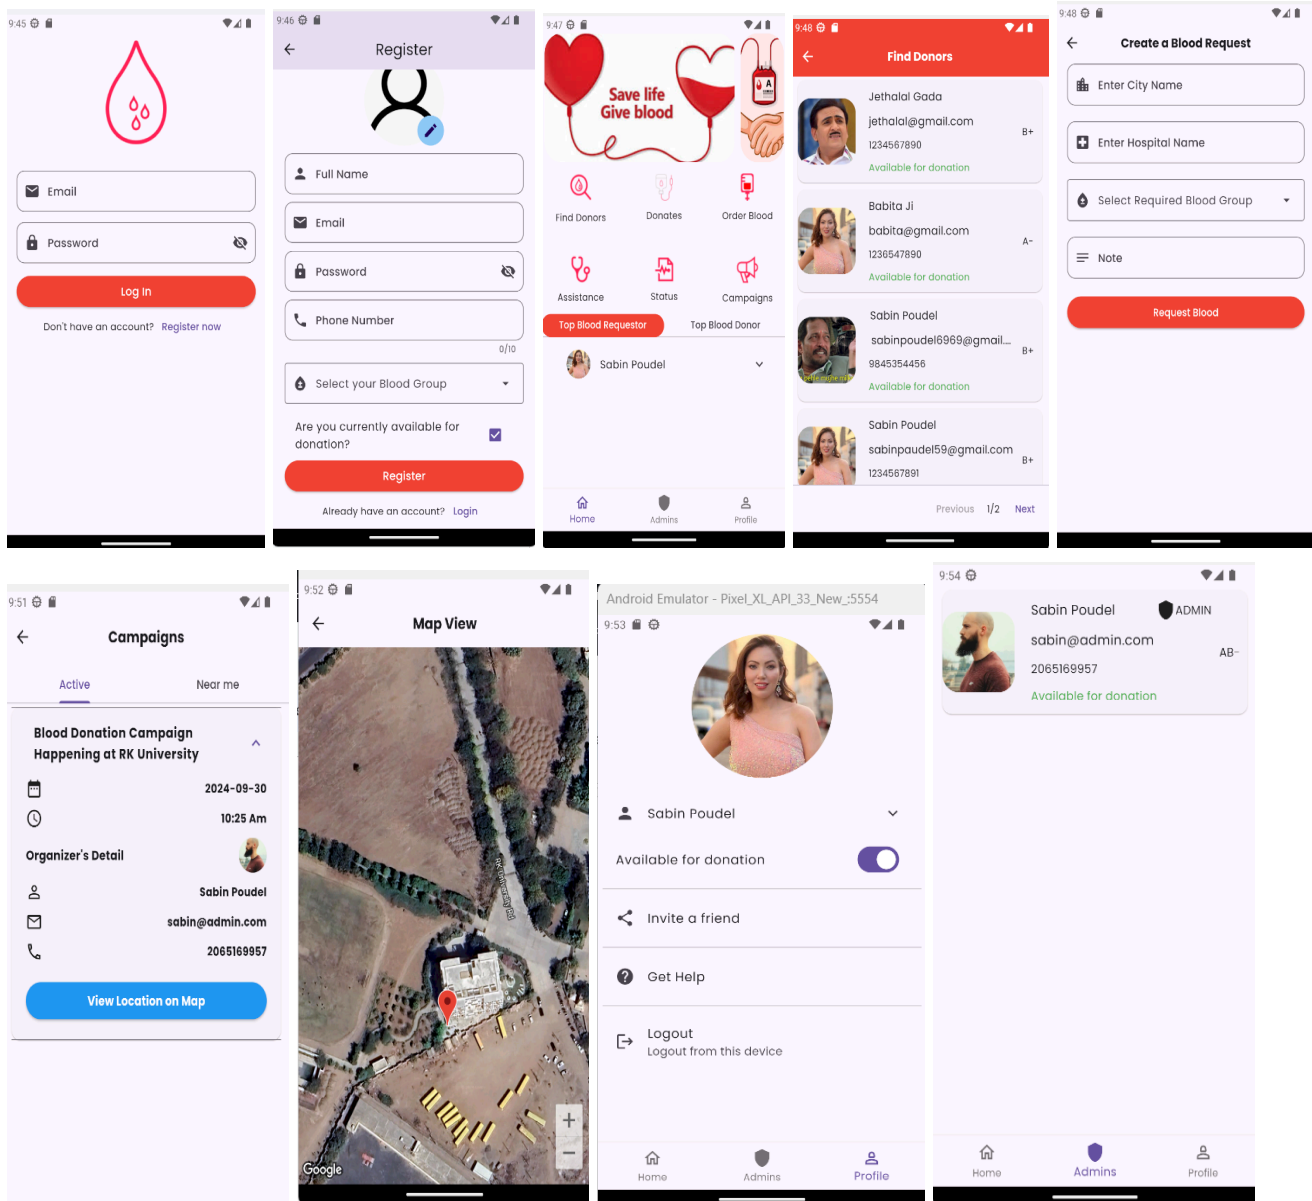 9:45
Email
Password
Log In
Don't have an account? Register now
9:46
Register
Full Name
Email
Password
Phone Number
0/10
Select your Blood Group
Are you currently available for
donation?
Register
Already have an account? Login
9:47
Save life
Give blood
A
Find Donors
Donates
Order Blood
Assistance
Status
Campaigns
Top Blood Requestor
Top Blood Donor
Sabin Poudel
Home
Admins
Profile
9:48
Find Donors
Jethalal Gada
jethalal@gmail.com
1234567890
B+
Available for donation
Babita Ji
babita@gmail.com
1236547890
A-
Available for donation
Sabin Poudel
sabinpoudel6969@gmail....
9845354456
B+
Available for donation
Sabin Poudel
sabinpaudel59@gmail.com
1234567891
B+
Previous 1/2 Next
9:48
Create a Blood Request
Enter City Name
Enter Hospital Name
Select Required Blood Group
Note
Request Blood
9:51
Campaigns
Active
Near me
Blood Donation Campaign
Happening at RK University
2024-09-30
10:25 Am
Organizer's Detail
Sabin Poudel
sabin@admin.com
2065169957
View Location on Map
9:52
Map View
RK University Rd
+
−
Google
Android Emulator - Pixel_XL_API_33_New_:5554
9:53
Sabin Poudel
Available for donation
Invite a friend
Get Help
Logout
Logout from this device
Home
Admins
Profile
9:54
Sabin Poudel
ADMIN
sabin@admin.com
AB-
2065169957
Available for donation
Home
Admins
Profile